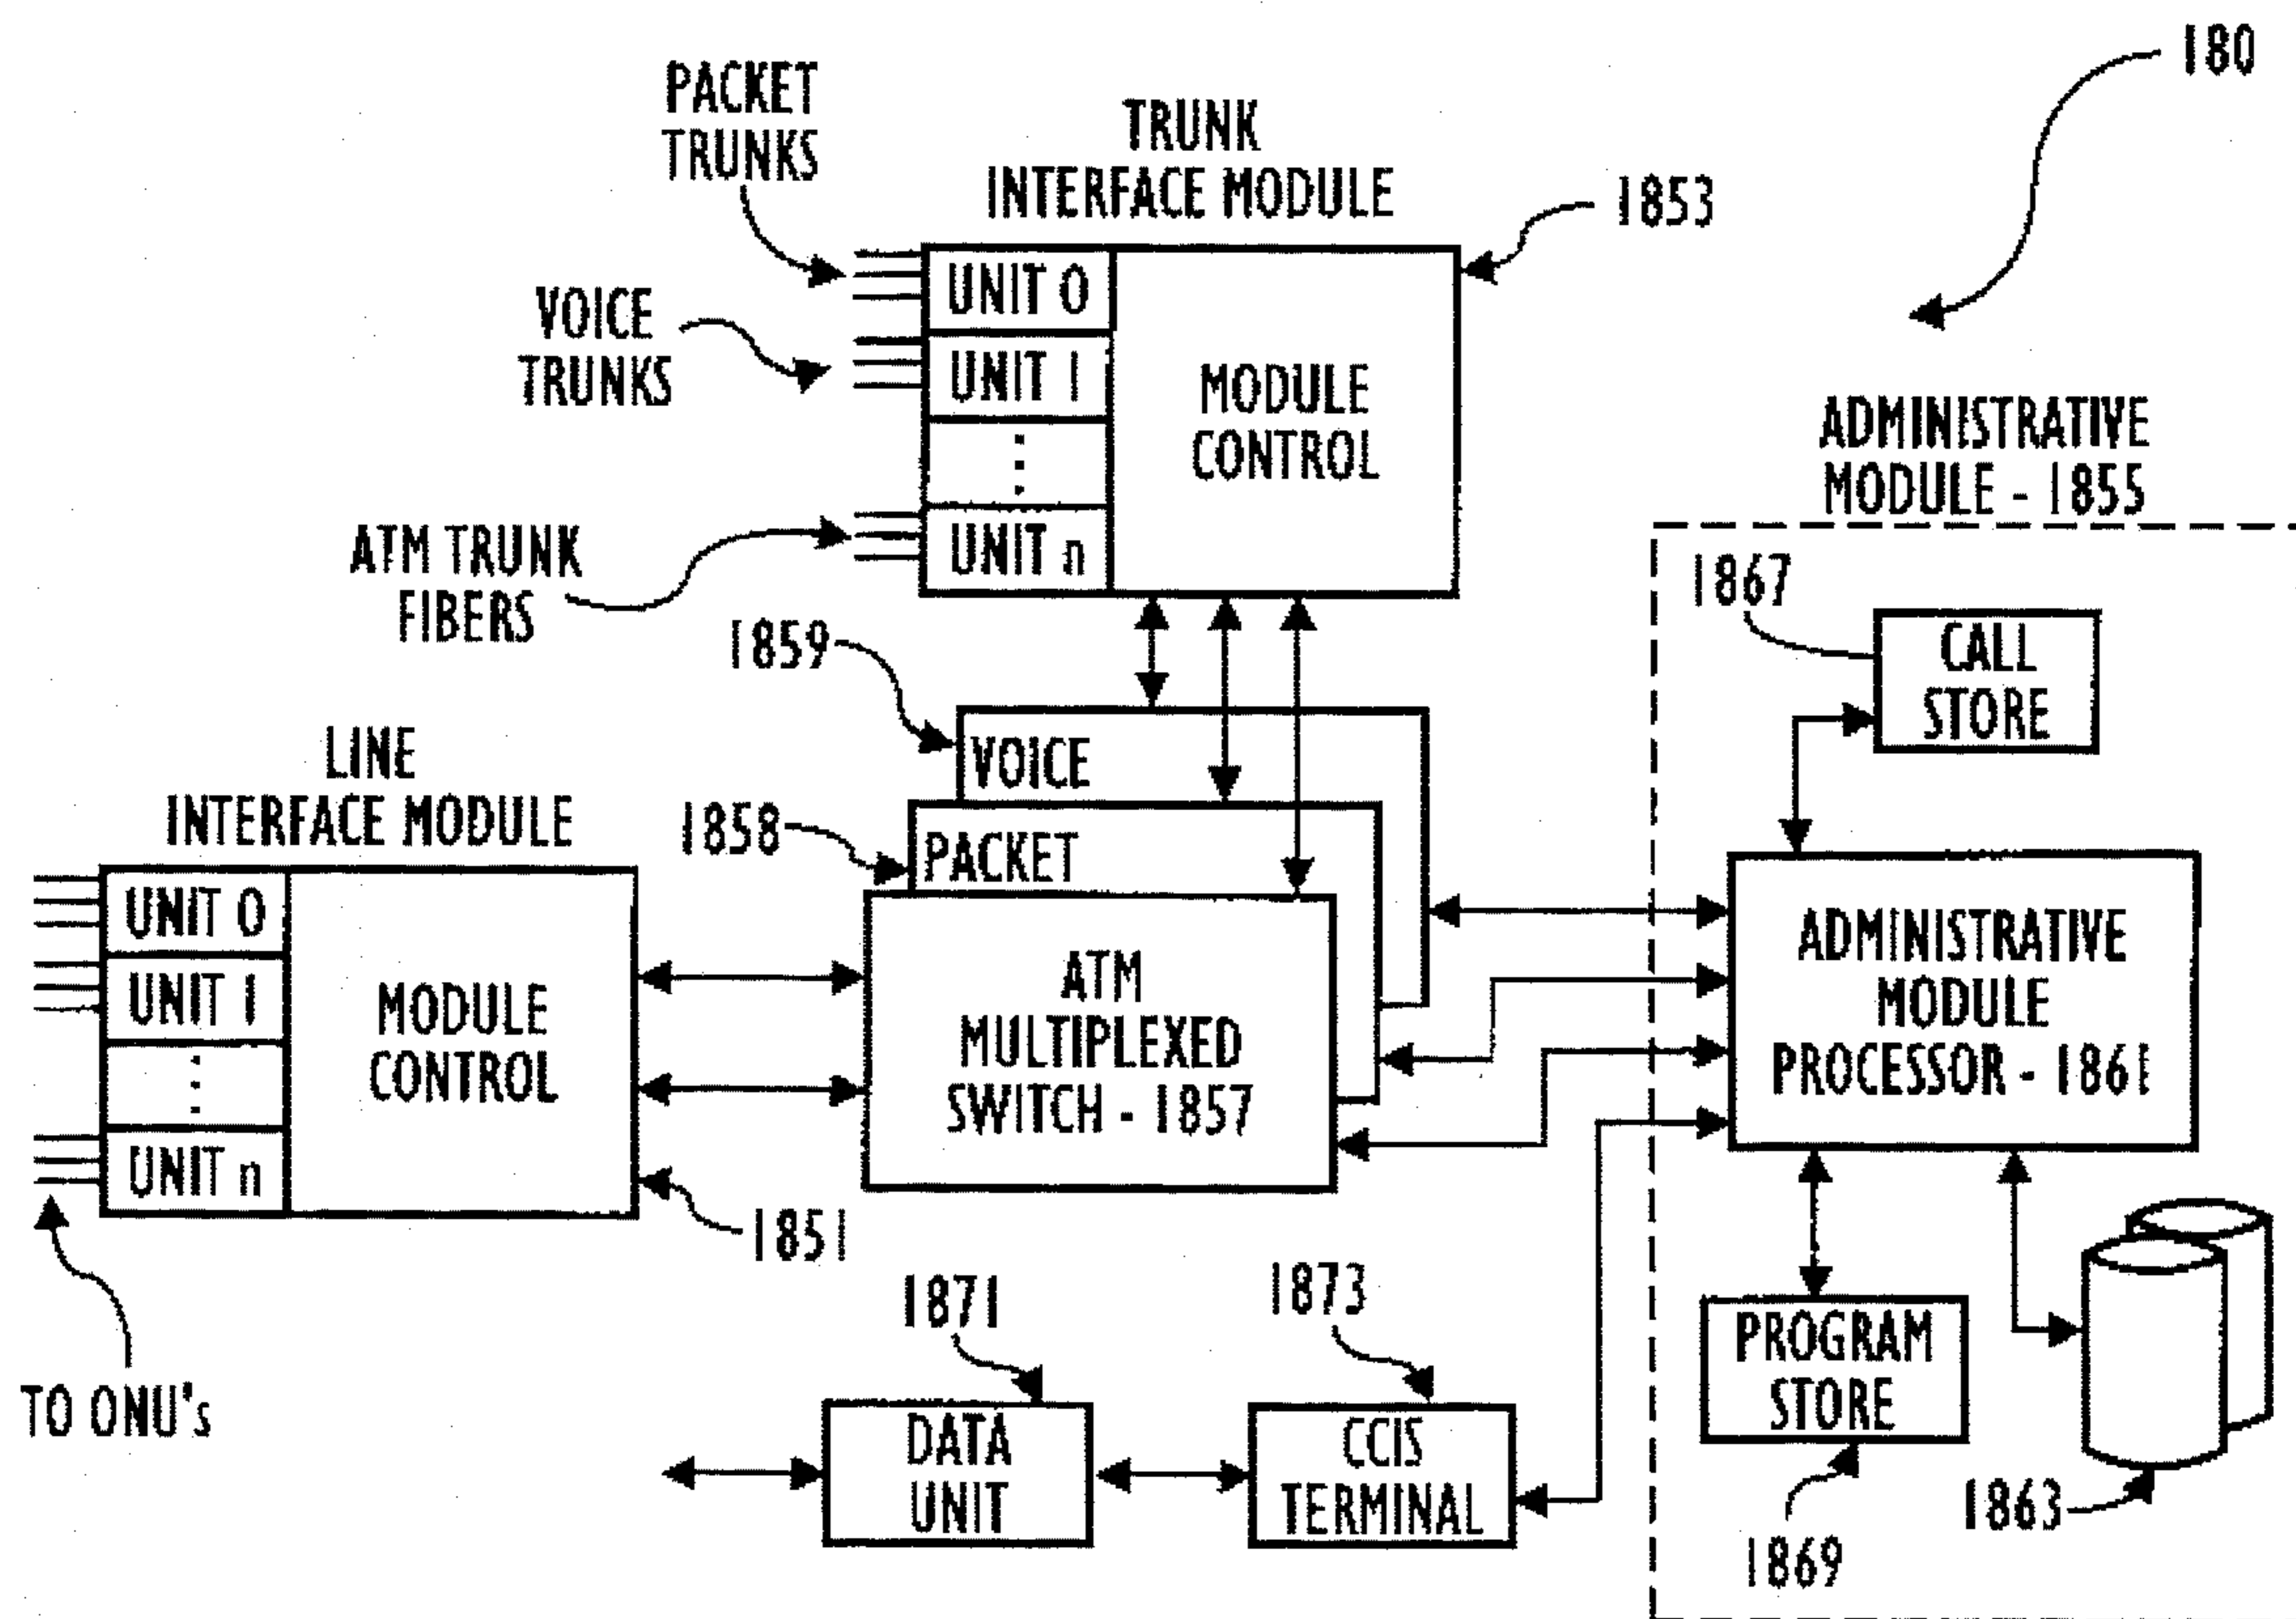 180
PACKET
TRUNKS
TRUNK
INTERFACE MODULE
1853
UNIT 0
VOICE
TRUNKS
UNIT 1
MODULE
CONTROL
⋮
ATM TRUNK
FIBERS
UNIT n
ADMINISTRATIVE
MODULE - 1855
1867
CALL
STORE
1859
VOICE
LINE
INTERFACE MODULE
1858
PACKET
UNIT 0
UNIT 1
MODULE
CONTROL
⋮
UNIT n
ATM
MULTIPLEXED
SWITCH - 1857
ADMINISTRATIVE
MODULE
PROCESSOR - 1861
1851
TO ONU's
1871
1873
DATA
UNIT
CCIS
TERMINAL
PROGRAM
STORE
1863
1869